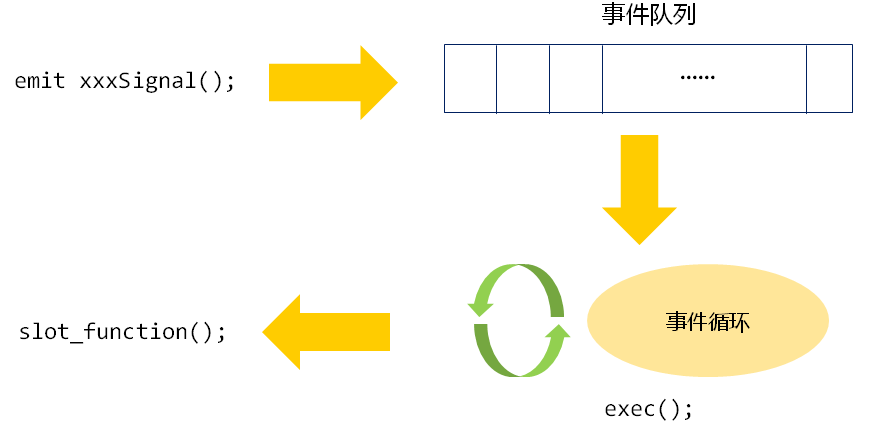 事件队列
emit xxxSignal();
......
事件循环
slot_function();
exec();